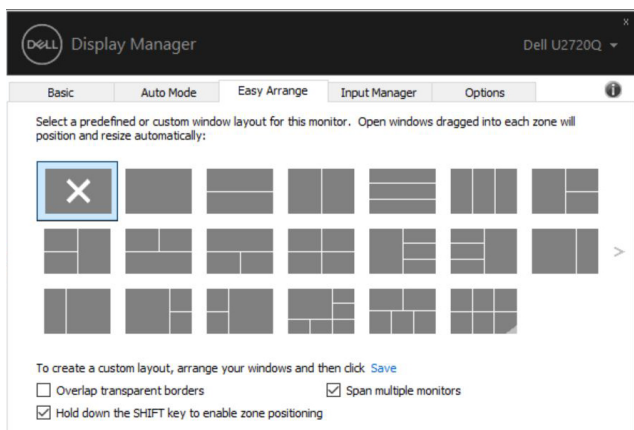 DELL Display Manager
Dell U2720Q
Basic Auto Mode Easy Arrange Input Manager Options
Select a predefined or custom window layout for this monitor. Open windows dragged into each zone will
position and resize automatically:
To create a custom layout, arrange your windows and then click Save
Overlap transparent borders Span multiple monitors
Hold down the SHIFT key to enable zone positioning